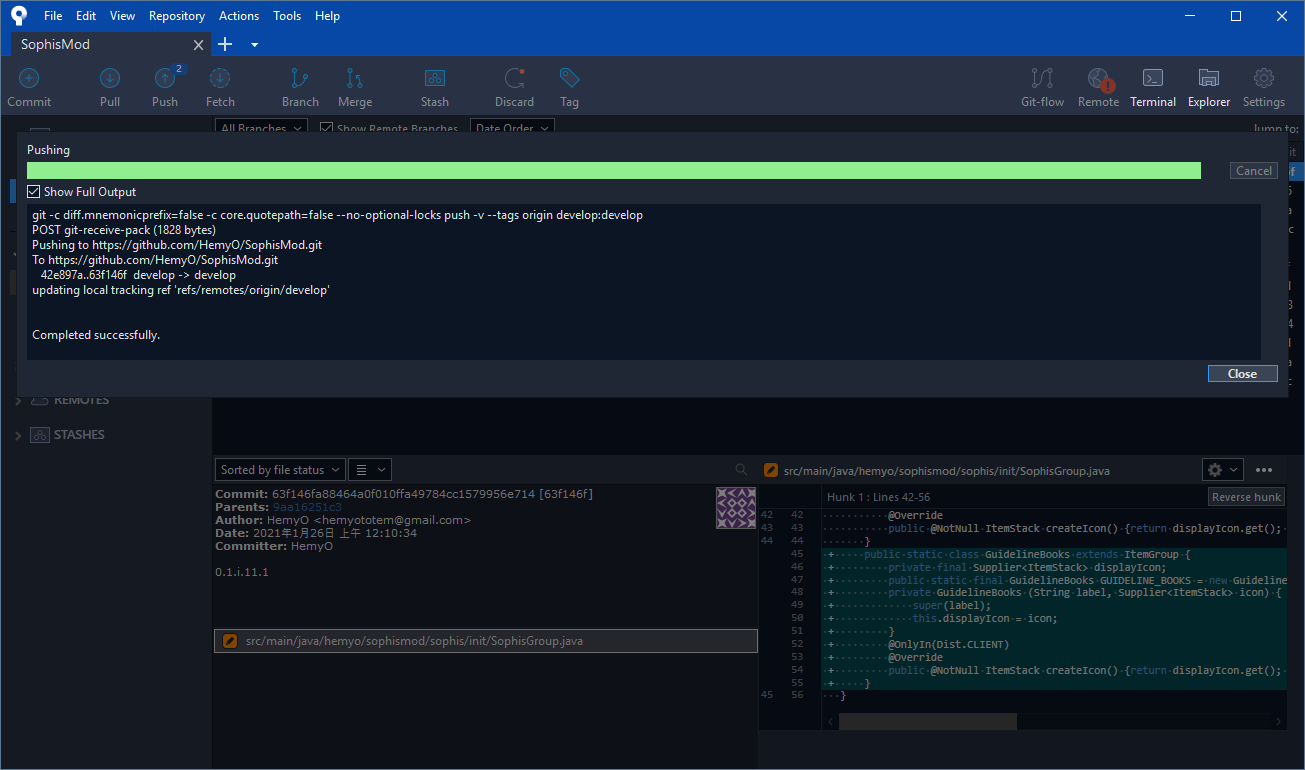 File Edit View Repository Actions Tools Help
SophisMod
2
Commit Pull Push Fetch Branch Merge Stash Discard Tag Git-flow Remote Terminal Explorer Settings
All Branches Show Remote Branches Date Order Jump to:
Pushing
Cancel
Show Full Output
git -c diff.mnemonicprefix=false -c core.quotepath=false --no-optional-locks push -v --tags origin develop:develop
POST git-receive-pack (1828 bytes)
Pushing to https://github.com/HemyO/SophisMod.git
To https://github.com/HemyO/SophisMod.git
42e897a..63f146f develop -> develop
updating local tracking ref 'refs/remotes/origin/develop'
Completed successfully.
Close
REMOTES
STASHES
Sorted by file status
Commit: 63f146fa88464a0f010ffa49784cc1579956e714 [63f146f]
Parents: 9aa16251c3
Author: HemyO <hemyototem@gmail.com>
Date: 2021年1月26日 上午 12:10:34
Committer: HemyO
0.1.i.11.1
src/main/java/hemyo/sophismod/sophis/init/SophisGroup.java
src/main/java/hemyo/sophismod/sophis/init/SophisGroup.java
Hunk 1 : Lines 42-56
Reverse hunk
42 42 @Override
43 43 public @NotNull ItemStack createIcon() {return displayIcon.get();
44 44 }
45 + public static class GuidelineBooks extends ItemGroup {
46 + private final Supplier<ItemStack> displayIcon;
47 + public static final GuidelineBooks GUIDELINE_BOOKS = new Guideline
48 + private GuidelineBooks (String label, Supplier<ItemStack> icon) {
49 + super(label);
50 + this.displayIcon = icon;
51 + }
52 + @OnlyIn(Dist.CLIENT)
53 + @Override
54 + public @NotNull ItemStack createIcon() {return displayIcon.get();
55 + }
45 56 }